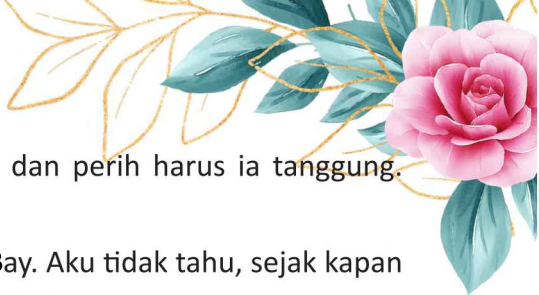 dan perih harus ia tanggung.
Bay. Aku tidak tahu, sejak kapan